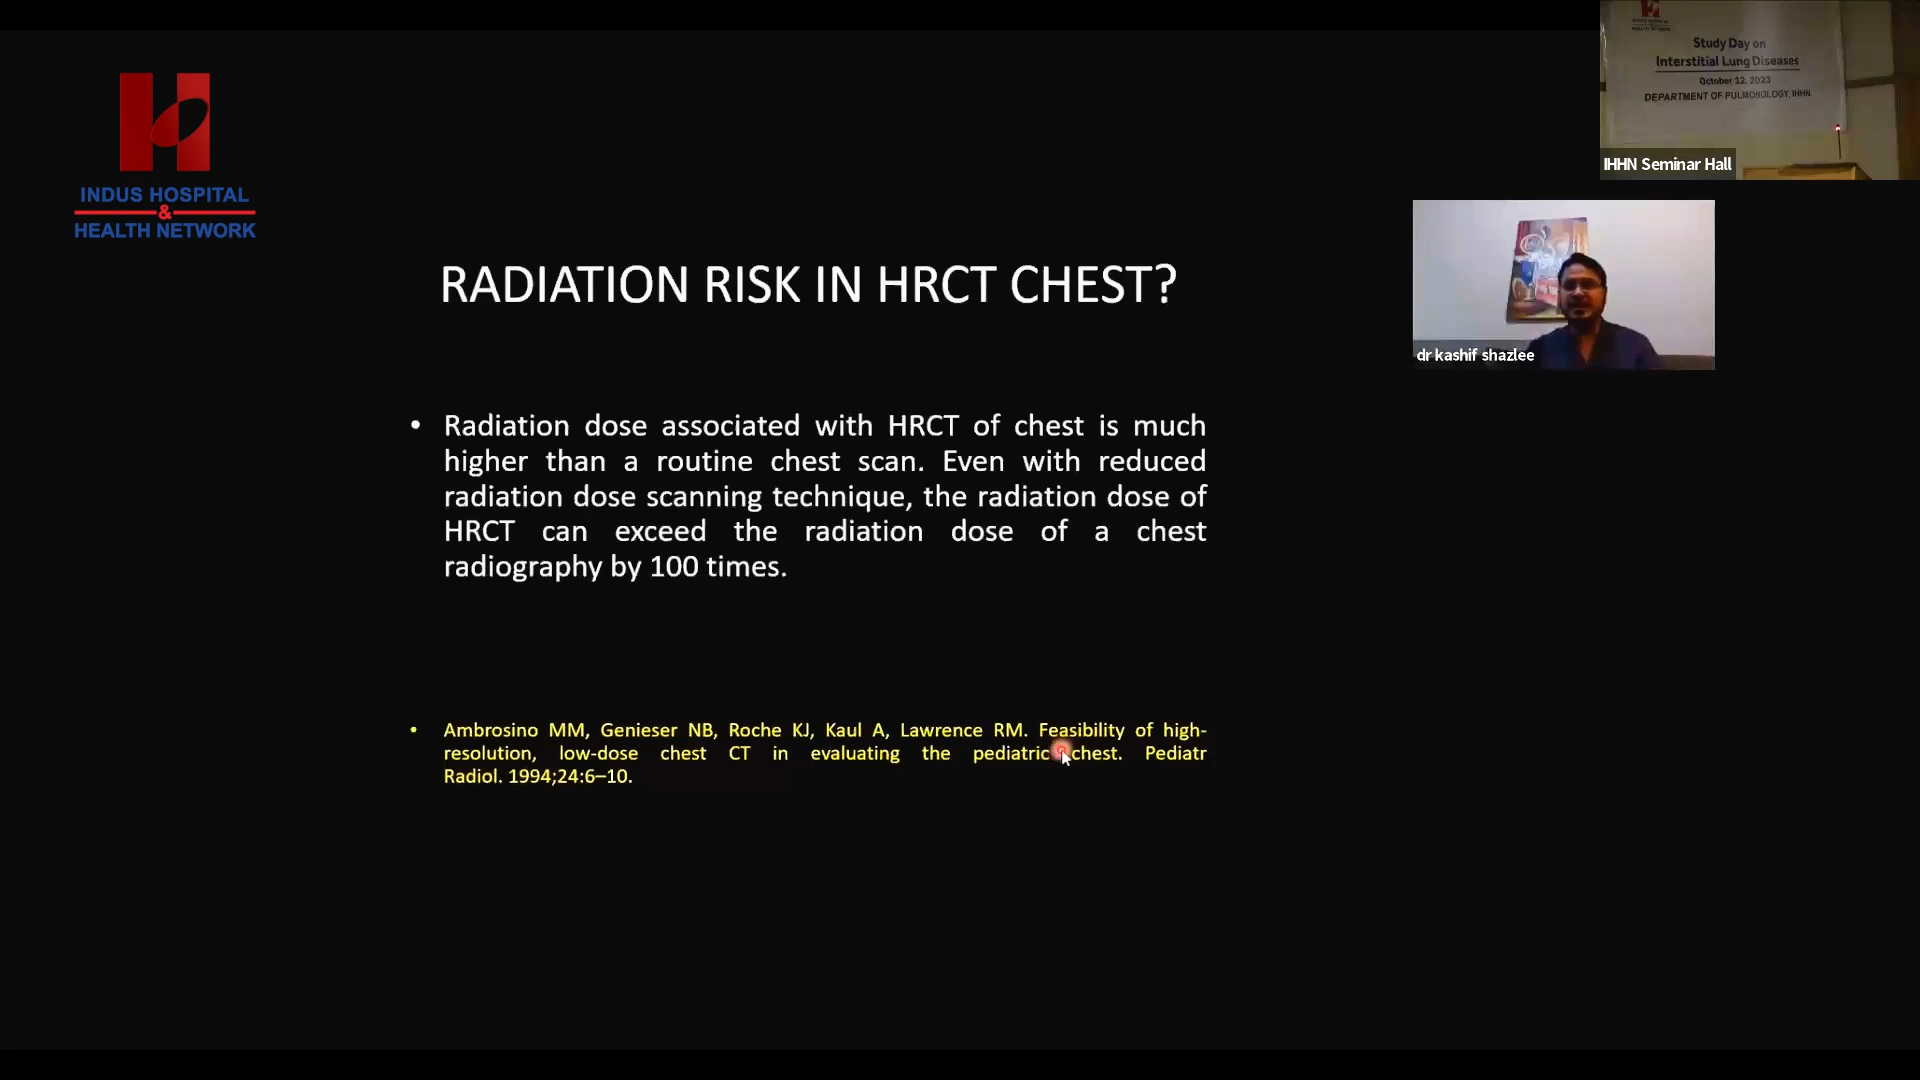 INDUS HOSPITAL
&
HEALTH NETWORK
Study Day on
Interstitial Lung Diseases
October 12, 2023
DEPARTMENT OF PULMONOLOGY, IHHN
IHHN Seminar Hall
RADIATION RISK IN HRCT CHEST?
dr kashif shazlee
• Radiation dose associated with HRCT of chest is much
higher than a routine chest scan. Even with reduced
radiation dose scanning technique, the radiation dose of
HRCT can exceed the radiation dose of a chest
radiography by 100 times.
• Ambrosino MM, Genieser NB, Roche KJ, Kaul A, Lawrence RM. Feasibility of high-
resolution, low-dose chest CT in evaluating the pediatric chest. Pediatr
Radiol. 1994;24:6–10.